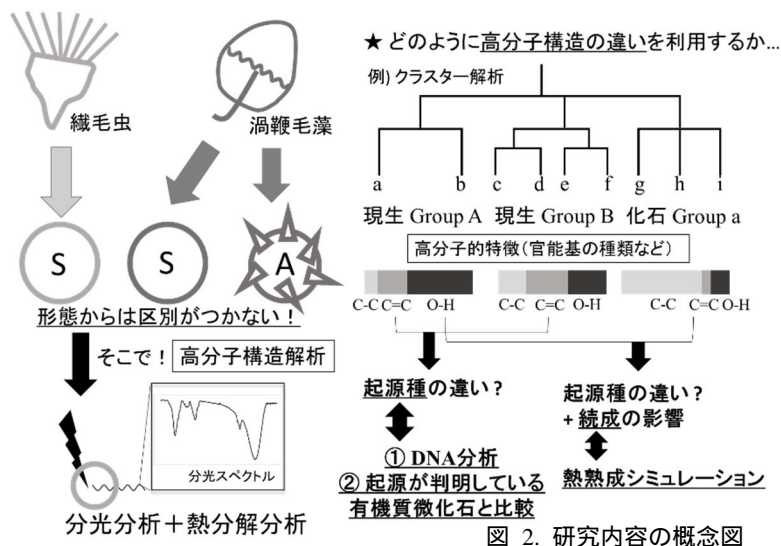 繊毛虫
渦鞭毛藻
S
S
A
形態からは区別がつかない！
そこで！ 高分子構造解析
分光スペクトル
分光分析＋熱分解分析
★ どのように高分子構造の違いを利用するか…
例) クラスター解析
a b c d e f g h i
現生 Group A 現生 Group B 化石 Group a
高分子的特徴（官能基の種類など）
C-C C=C O-H C-C C=C O-H C-C C=C O-H
起源種の違い？
① DNA分析
② 起源が判明している
有機質微化石と比較
起源種の違い？
+ 続成の影響
熱熟成シミュレーション
図 2. 研究内容の概念図